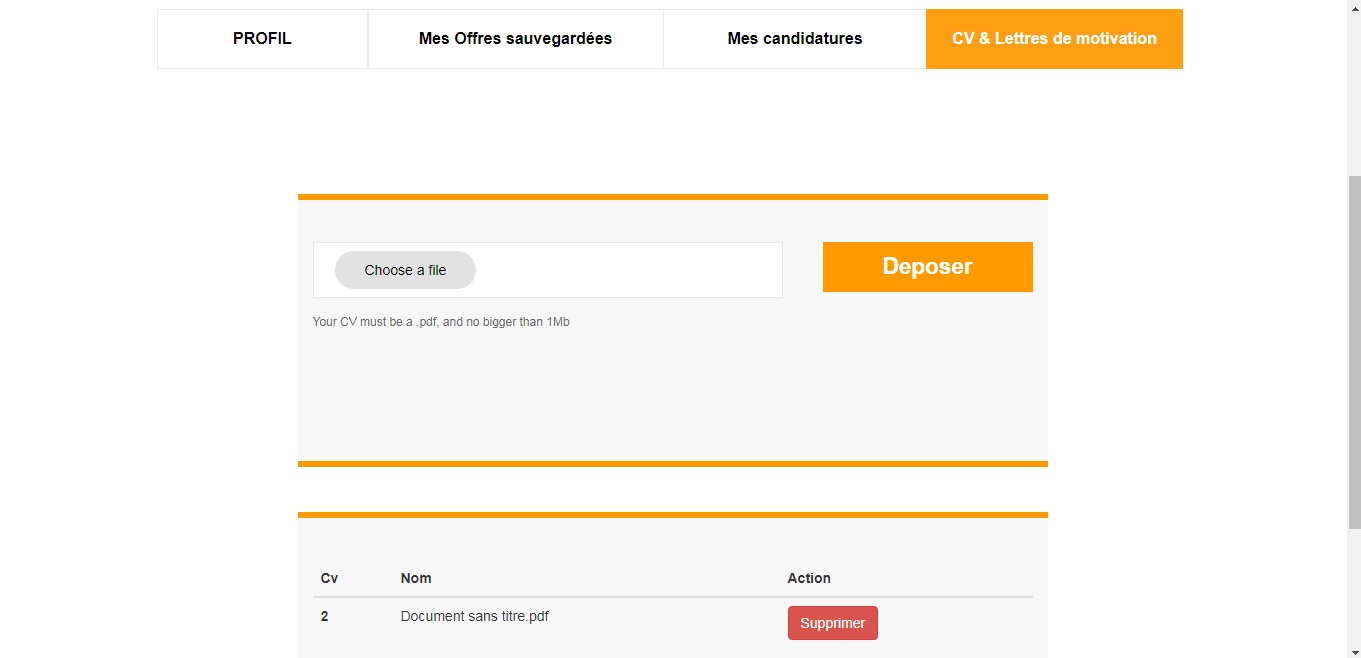 PROFIL Mes Offres sauvegardées Mes candidatures CV & Lettres de motivation
Choose a file Deposer
Your CV must be a .pdf, and no bigger than 1Mb
Cv Nom Action
2 Document sans titre.pdf Supprimer